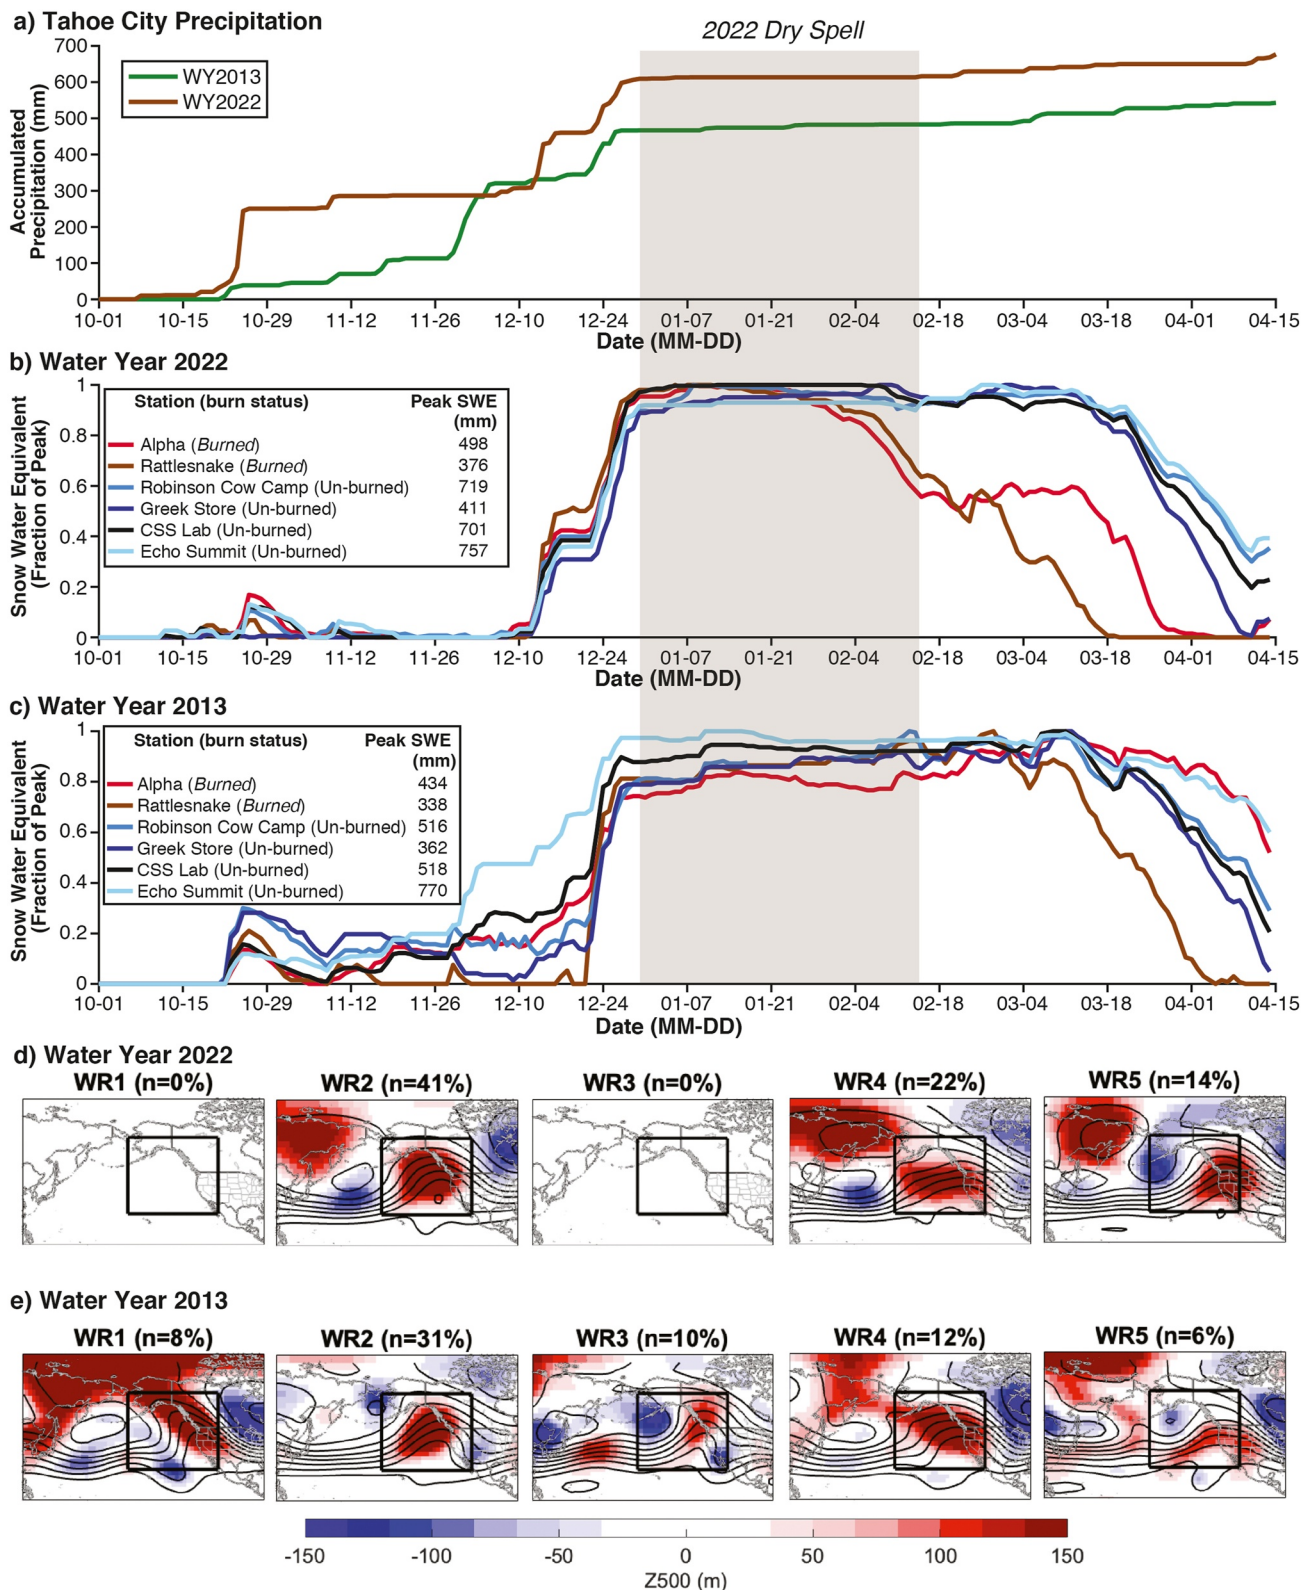 a) Tahoe City Precipitation
2022 Dry Spell
Accumulated
Precipitation (mm)
700
600
500
400
300
200
100
0
WY2013
WY2022
10-01 10-15 10-29 11-12 11-26 12-10 12-24 01-07 01-21 02-04 02-18 03-04 03-18 04-01 04-15
Date (MM-DD)
b) Water Year 2022
Snow Water Equivalent
(Fraction of Peak)
1
0.8
0.6
0.4
0.2
0
Station (burn status) Peak SWE
(mm)
Alpha (Burned) 498
Rattlesnake (Burned) 376
Robinson Cow Camp (Un-burned) 719
Greek Store (Un-burned) 411
CSS Lab (Un-burned) 701
Echo Summit (Un-burned) 757
10-01 10-15 10-29 11-12 11-26 12-10 12-24 01-07 01-21 02-04 02-18 03-04 03-18 04-01 04-15
Date (MM-DD)
c) Water Year 2013
Snow Water Equivalent
(Fraction of Peak)
1
0.8
0.6
0.4
0.2
0
Station (burn status) Peak SWE
(mm)
Alpha (Burned) 434
Rattlesnake (Burned) 338
Robinson Cow Camp (Un-burned) 516
Greek Store (Un-burned) 362
CSS Lab (Un-burned) 518
Echo Summit (Un-burned) 770
10-01 10-15 10-29 11-12 11-26 12-10 12-24 01-07 01-21 02-04 02-18 03-04 03-18 04-01 04-15
Date (MM-DD)
d) Water Year 2022
WR1 (n=0%) WR2 (n=41%) WR3 (n=0%) WR4 (n=22%) WR5 (n=14%)
e) Water Year 2013
WR1 (n=8%) WR2 (n=31%) WR3 (n=10%) WR4 (n=12%) WR5 (n=6%)
-150 -100 -50 0 50 100 150
Z500 (m)